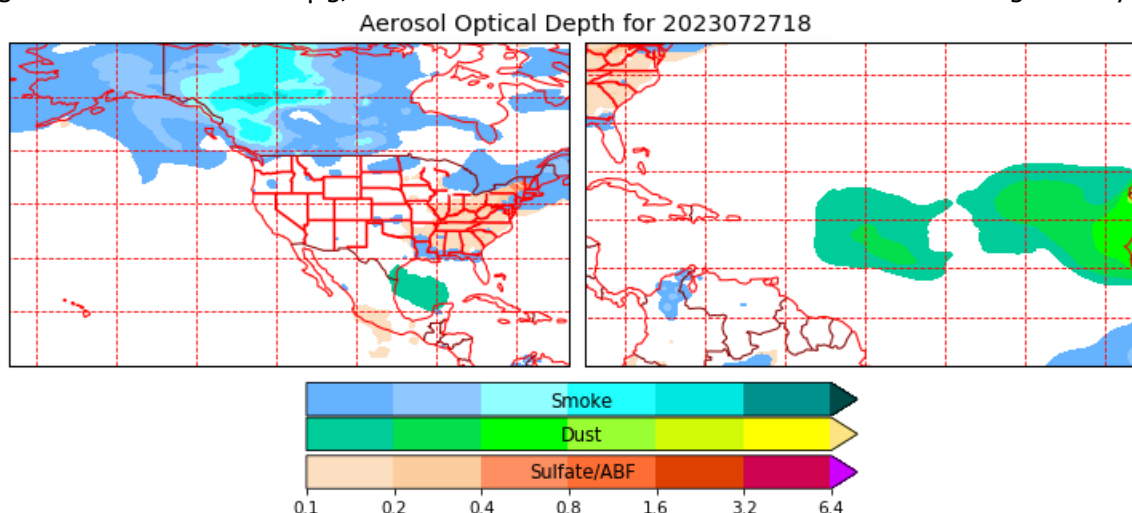 Aerosol Optical Depth for 2023072718
Smoke
Dust
Sulfate/ABF
0.1 0.2 0.4 0.8 1.6 3.2 6.4